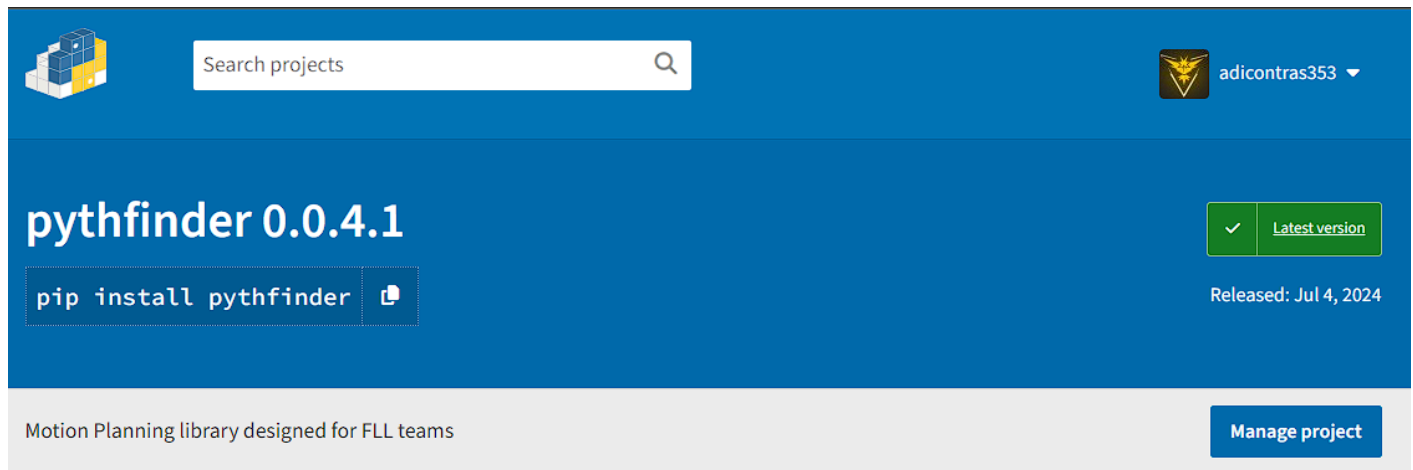 Search projects
adicontras353
pythfinder 0.0.4.1
Latest version
pip install pythfinder
Released: Jul 4, 2024
Motion Planning library designed for FLL teams
Manage project